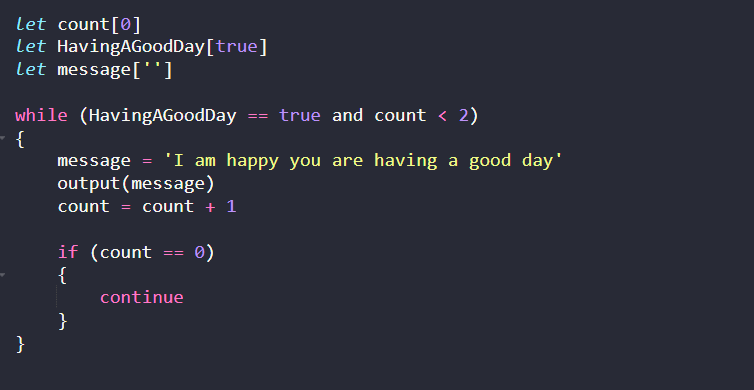 let count[0]
let HavingAGoodDay[true]
let message['']
while (HavingAGoodDay == true and count < 2)
{
message = 'I am happy you are having a good day'
output(message)
count = count + 1
if (count == 0)
{
continue
}
}